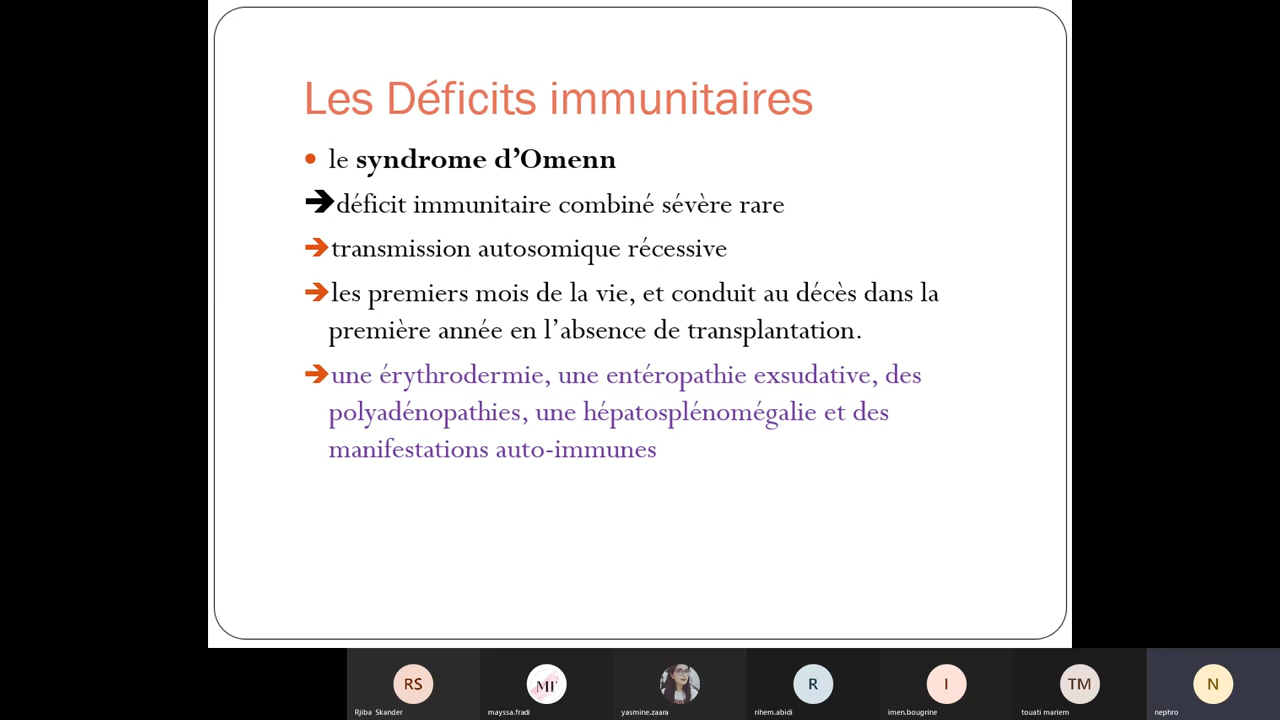 Les Déficits immunitaires
• le syndrome d’Omenn
➔déficit immunitaire combiné sévère rare
➔transmission autosomique récessive
➔les premiers mois de la vie, et conduit au décès dans la
première année en l’absence de transplantation.
➔une érythrodermie, une entéropathie exsudative, des
polyadénopathies, une hépatosplénomégalie et des
manifestations auto-immunes
RS MF R I TM N
Rjiba Skander mayssa.fradi yasmine.zaara rihem.abidi imen.bougrine touati mariem nephro